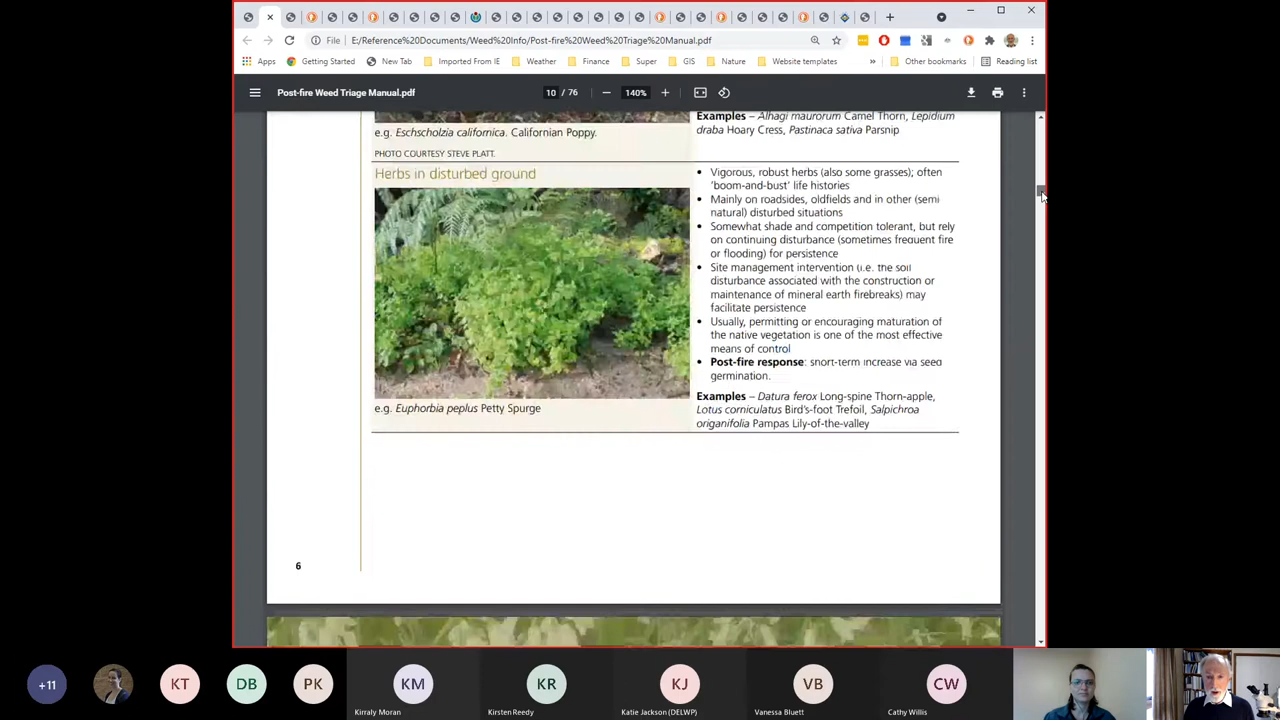 File E:/Reference%20Documents/Weed%20Info/Post-fire%20Weed%20Triage%20Manual.pdf
Apps Getting Started New Tab Imported From IE Weather Finance Super GIS Nature Website templates » Other bookmarks Reading list
Post-fire Weed Triage Manual.pdf 10 / 76 140%
e.g. Eschscholzia californica. Californian Poppy.
PHOTO COURTESY STEVE PLATT.
Examples – Alhagi maurorum Camel Thorn, Lepidium
draba Hoary Cress, Pastinaca sativa Parsnip
Herbs in disturbed ground
e.g. Euphorbia peplus Petty Spurge
• Vigorous, robust herbs (also some grasses); often
'boom-and-bust' life histories
• Mainly on roadsides, oldfields and in other (semi
natural) disturbed situations
• Somewhat shade and competition tolerant, but rely
on continuing disturbance (sometimes frequent fire
or flooding) for persistence
• Site management intervention (i.e. the soil
disturbance associated with the construction or
maintenance of mineral earth firebreaks) may
facilitate persistence
• Usually, permitting or encouraging maturation of
the native vegetation is one of the most effective
means of control
• Post-fire response: short-term increase via seed
germination.
Examples – Datura ferox Long-spine Thorn-apple,
Lotus corniculatus Bird's-foot Trefoil, Salpichroa
origanifolia Pampas Lily-of-the-valley
6
+11 KT DB PK KM KR KJ VB CW
Kirraly Moran Kirsten Reedy Katie Jackson (DELWP) Vanessa Bluett Cathy Willis